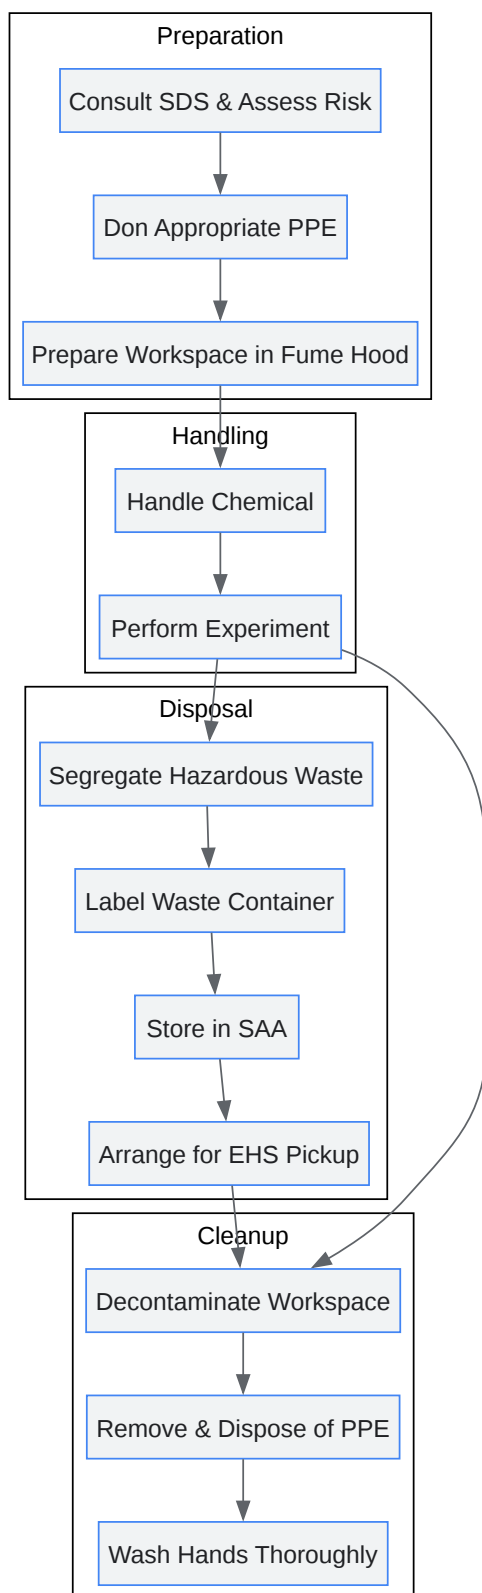 Preparation
Consult SDS & Assess Risk
Don Appropriate PPE
Prepare Workspace in Fume Hood
Handling
Handle Chemical
Perform Experiment
Disposal
Segregate Hazardous Waste
Label Waste Container
Store in SAA
Arrange for EHS Pickup
Cleanup
Decontaminate Workspace
Remove & Dispose of PPE
Wash Hands Thoroughly